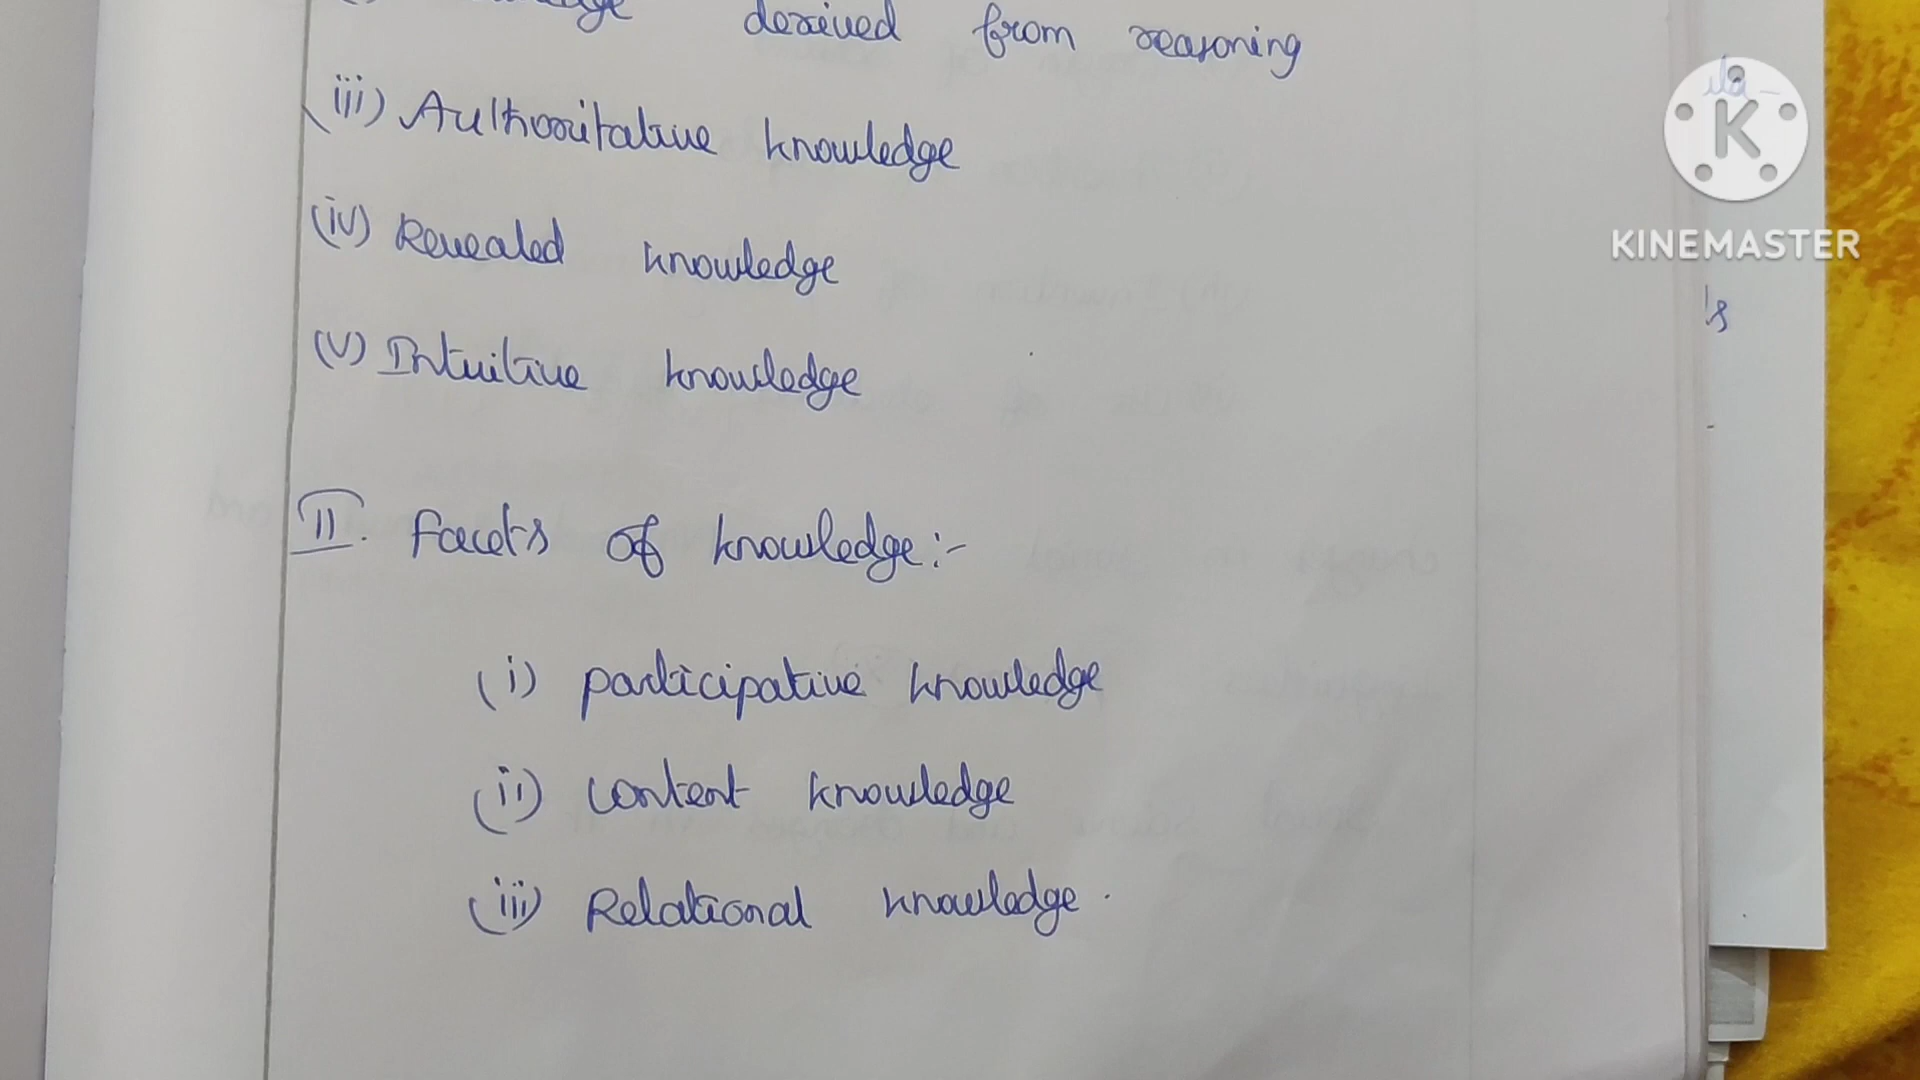 derived from reasoning
(iii) Authoritative knowledge
(iv) Revealed knowledge
(v) Intuitive knowledge
II. Facets of knowledge:-
(i) participative knowledge
(ii) content knowledge
(iii) Relational knowledge.
K
KINEMASTER
's